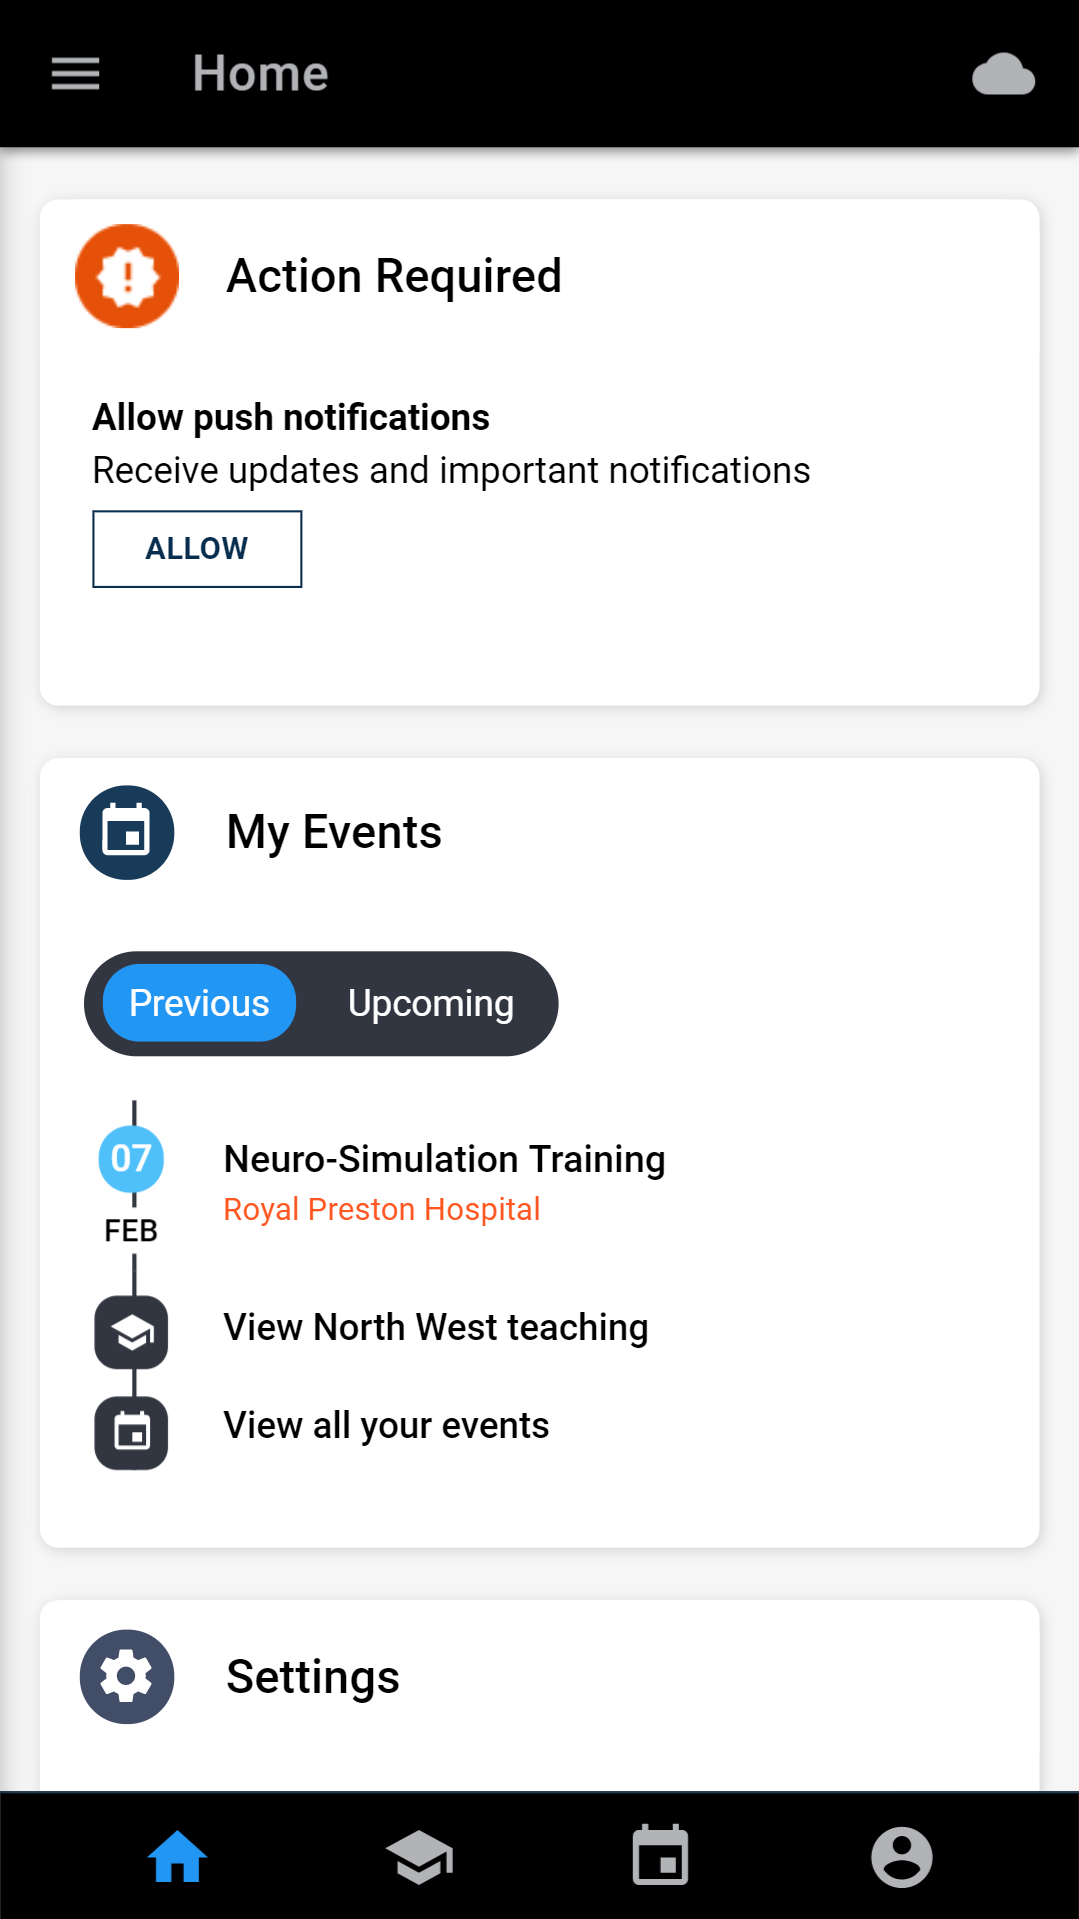 Home
Action Required
Allow push notifications
Receive updates and important notifications
ALLOW
My Events
Previous Upcoming
07
Neuro-Simulation Training
Royal Preston Hospital
FEB
View North West teaching
View all your events
Settings